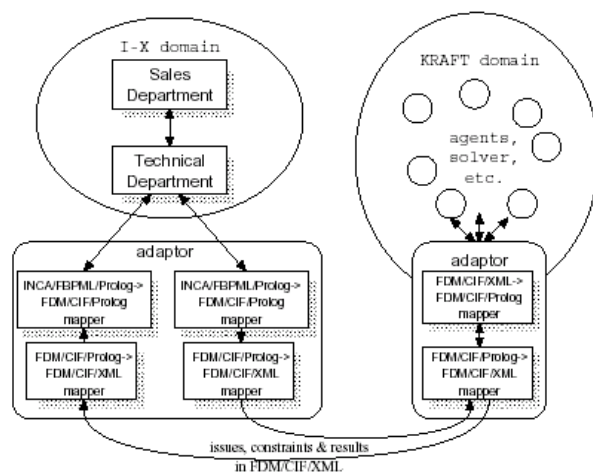 I-X domain
Sales
Department
Technical
Department
KRAFT domain
agents,
solver,
etc.
adaptor
INCA/FBPML/Prolog->
FDM/CIF/Prolog
mapper
FDM/CIF/Prolog->
FDM/CIF/XML
mapper
INCA/FBPML/Prolog->
FDM/CIF/Prolog
mapper
FDM/CIF/Prolog->
FDM/CIF/XML
mapper
adaptor
FDM/CIF/XML->
FDM/CIF/Prolog
mapper
FDM/CIF/Prolog->
FDM/CIF/XML
mapper
issues, constraints & results
in FDM/CIF/XML